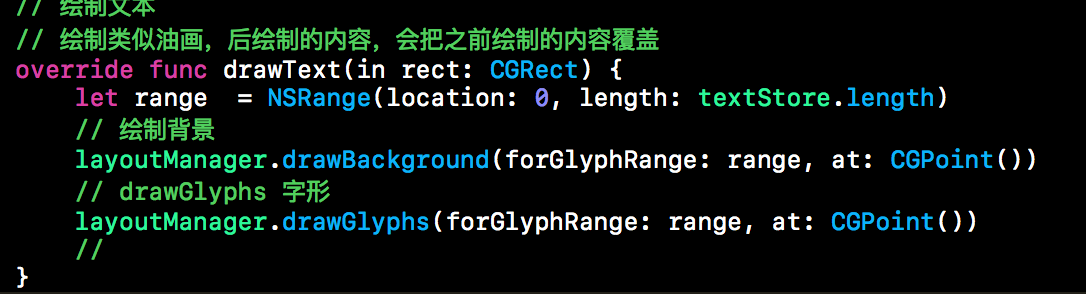 // 绘制文本
// 绘制类似油画，后绘制的内容，会把之前绘制的内容覆盖
override func drawText(in rect: CGRect) {
    let range  = NSRange(location: 0, length: textStore.length)
    // 绘制背景
    layoutManager.drawBackground(forGlyphRange: range, at: CGPoint())
    // drawGlyphs 字形
    layoutManager.drawGlyphs(forGlyphRange: range, at: CGPoint())
    //
}